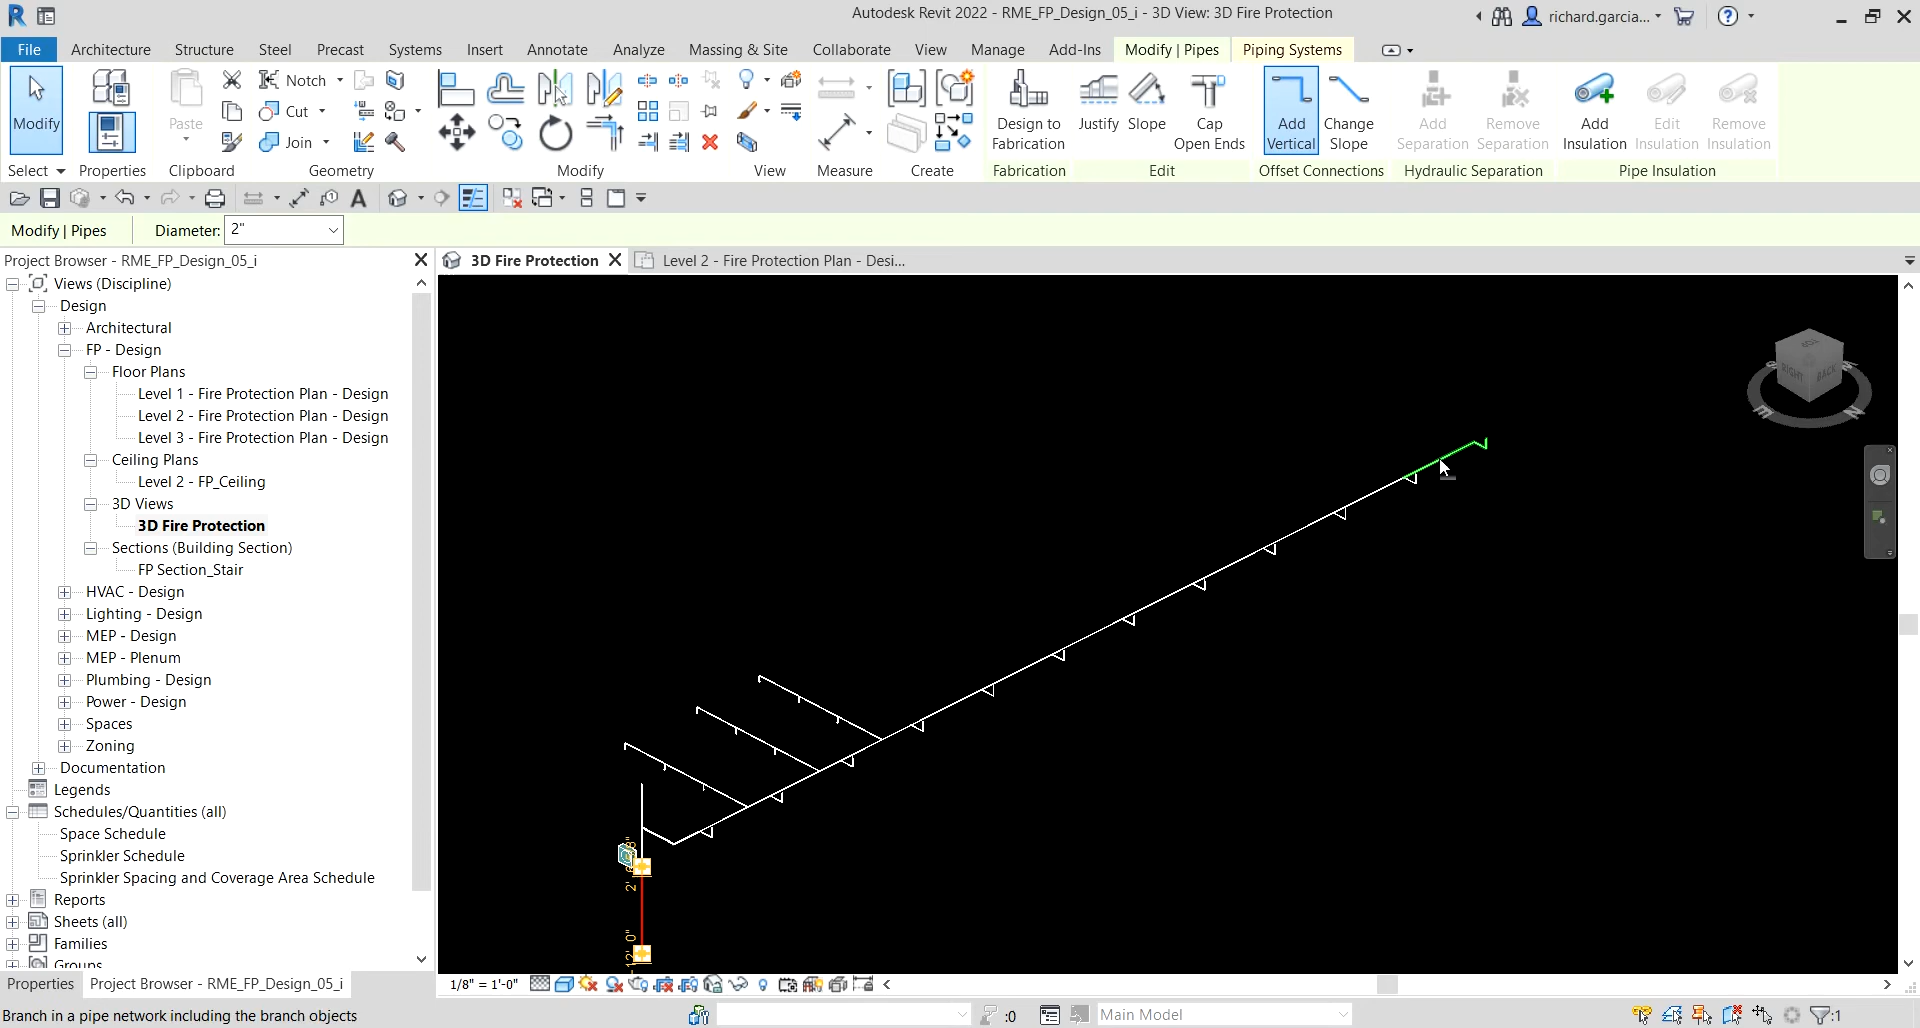 Autodesk Revit 2022 - RME_FP_Design_05_i - 3D View: 3D Fire Protection
richard.garcia...
File Architecture Structure Steel Precast Systems Insert Annotate Analyze Massing & Site Collaborate View Manage Add-Ins Modify | Pipes Piping Systems
Notch
Modify Paste Cut Design to Fabrication Justify Slope Cap Open Ends Add Vertical Change Slope Add Separation Remove Separation Add Insulation Edit Insulation Remove Insulation
Join
Select Properties Clipboard Geometry Modify View Measure Create Fabrication Edit Offset Connections Hydraulic Separation Pipe Insulation
Modify | Pipes Diameter: 2"
Project Browser - RME_FP_Design_05_i
3D Fire Protection Level 2 - Fire Protection Plan - Desi...
Views (Discipline)
Design
Architectural
FP - Design
Floor Plans
Level 1 - Fire Protection Plan - Design
Level 2 - Fire Protection Plan - Design
Level 3 - Fire Protection Plan - Design
Ceiling Plans
Level 2 - FP_Ceiling
3D Views
3D Fire Protection
Sections (Building Section)
FP Section_Stair
HVAC - Design
Lighting - Design
MEP - Design
MEP - Plenum
Plumbing - Design
Power - Design
Spaces
Zoning
Documentation
Legends
Schedules/Quantities (all)
Space Schedule
Sprinkler Schedule
Sprinkler Spacing and Coverage Area Schedule
Reports
Sheets (all)
Families
Groups
RIGHT BACK TOP
E N
12' 0"
Properties Project Browser - RME_FP_Design_05_i
1/8" = 1'-0"
Branch in a pipe network including the branch objects
:0 Main Model :1